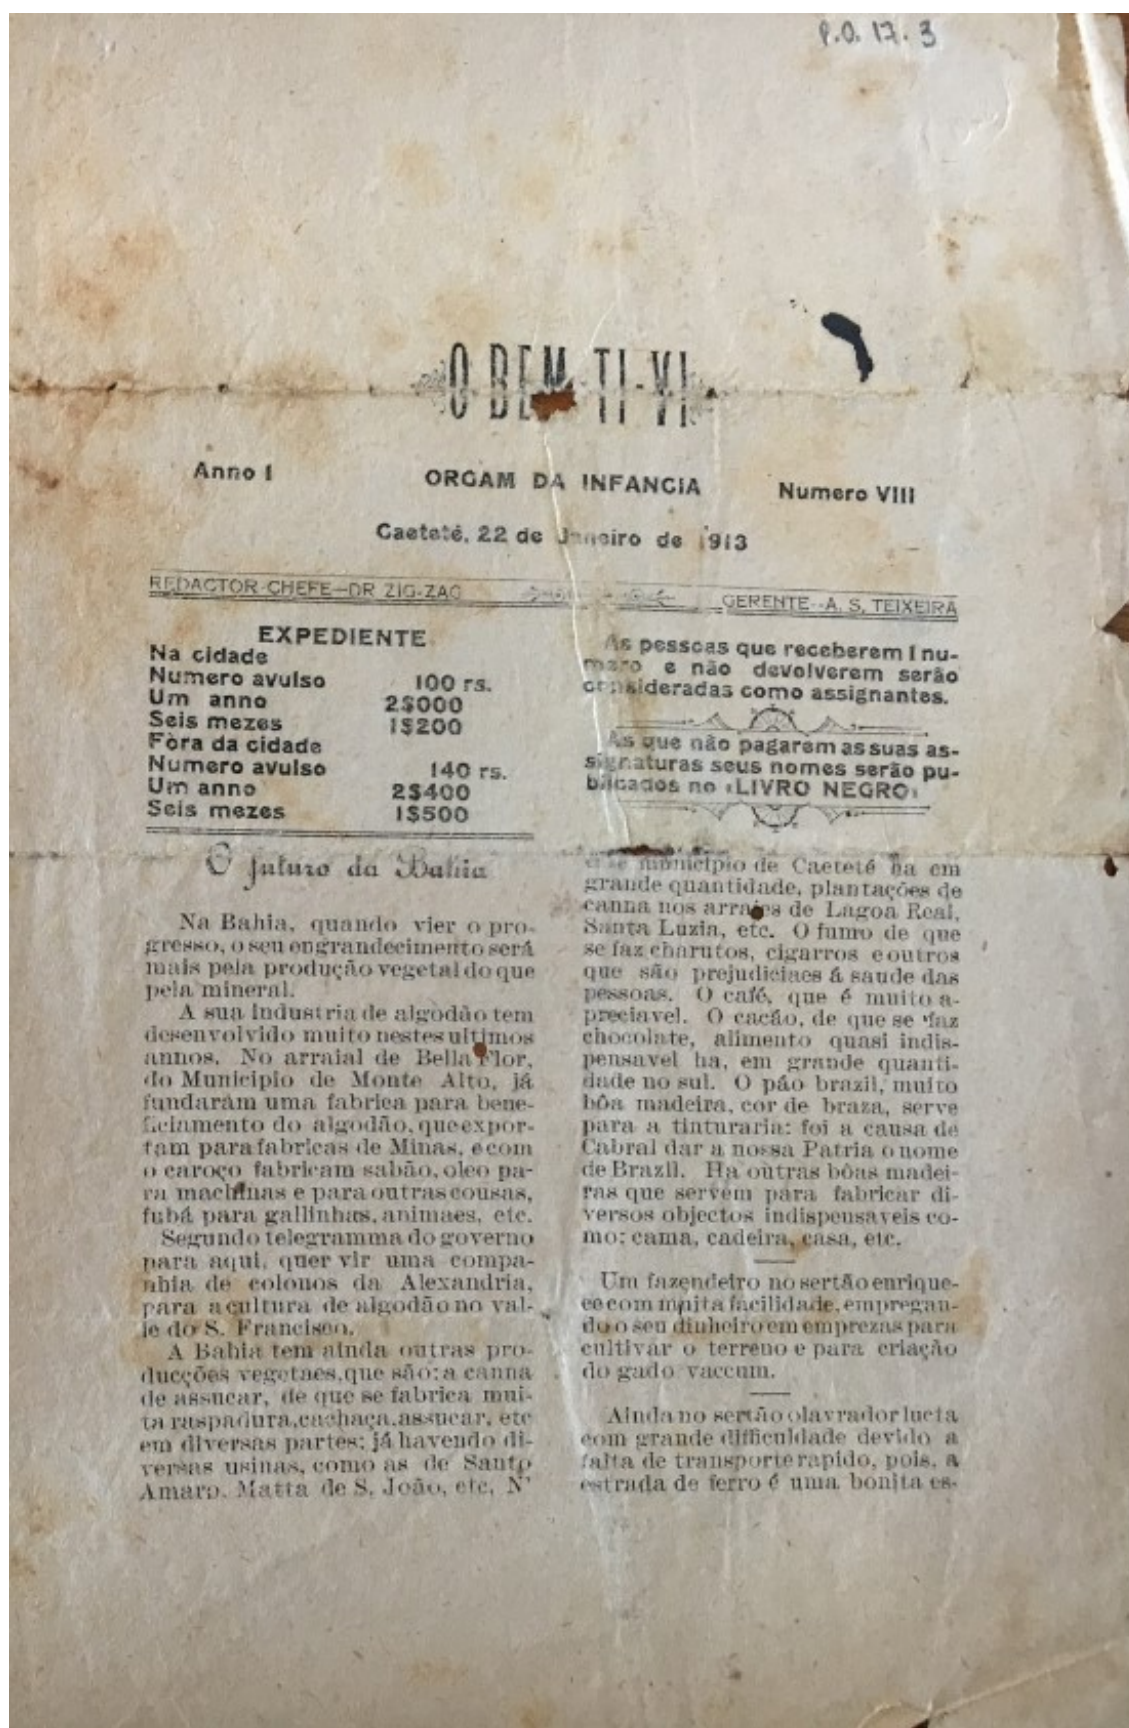 P.O. 17.3
O BEM-TI-VI
Anno I
ORGAM DA INFANCIA
Numero VIII
Caeteté, 22 de Janeiro de 1913
REDACTOR-CHEFE—DR ZIG-ZAG
GERENTE--A. S. TEIXEIRA
EXPEDIENTE
Na cidade
Numero avulso 100 rs.
Um anno 2$000
Seis mezes 1$200
Fòra da cidade
Numero avulso 140 rs.
Um anno 2$400
Seis mezes 1$500
O futuro da Bahia
Na Bahia, quando vier o pro-
gresso, o seu engrandecimento será
mais pela produção vegetal do que
pela mineral.
A sua industria de algodão tem
desenvolvido muito nestes ultimos
annos. No arraial de Bella Flor,
do Municipio de Monte Alto, já
fundarám uma fabrica para bene-
ficiamento do algodão, que expor-
tam para fabricas de Minas, e com
o caroço fabricam sabão, oleo pa-
ra machinas e para outras cousas,
fubá para gallinhas, animaes, etc.
Segundo telegramma do governo
para aqui, quer vir uma compa-
nhia de colonos da Alexandria,
para a cultura de algodão no val-
le do S. Francisco.
A Bahia tem ainda outras pro-
ducções vegetaes, que são: a canna
de assucar, de que se fabrica mui-
ta raspadura, cachaça, assucar, etc
em diversas partes; já havendo di-
versas usinas, como as de Santo
Amaro, Matta de S. João, etc. N'
As pessoas que receberem 1 nu-
maro e não devolverem serão
consideradas como assignantes.
As que não pagarem as suas as-
signaturas seus nomes serão pu-
blicados no «LIVRO NEGRO»
municipio de Caeteté ha em
grande quantidade, plantações de
canna nos arraies de Lagoa Real,
Santa Luzia, etc. O fumo de que
se faz charutos, cigarros e outros
que são prejudiciaes á saude das
pessoas. O café, que é muito a-
preciavel. O cacáo, de que se faz
chocolate, alimento quasi indis-
pensavel ha, em grande quanti-
dade no sul. O páo brazil, muito
bôa madeira, cor de braza, serve
para a tinturaria: foi a causa de
Cabral dar a nossa Patria o nome
de Brazil. Ha outras bôas madei-
ras que servem para fabricar di-
versos objectos indispensaveis co-
mo: cama, cadeira, casa, etc.
Um fazendeiro no sertão enrique-
ce com muita facilidade, empregan-
do o seu dinheiro em emprezas para
cultivar o terreno e para criação
do gado vaccum.
Ainda no sertão o lavrador lucta
com grande difficuldade devido a
falta de transporte rapido, pois, a
estrada de ferro é uma bonita es-